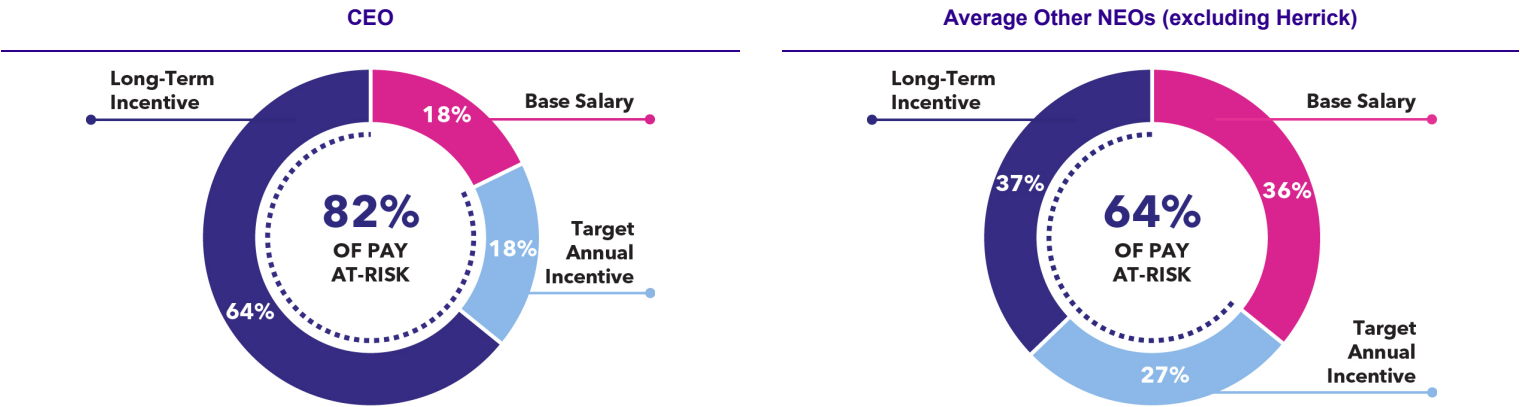 CEO
Long-Term
Incentive
Base Salary
18%
82%
OF PAY
AT-RISK
Target
Annual
Incentive
18%
64%
Average Other NEOs (excluding Herrick)
Long-Term
Incentive
Base Salary
37%
36%
64%
OF PAY
AT-RISK
Target
Annual
Incentive
27%